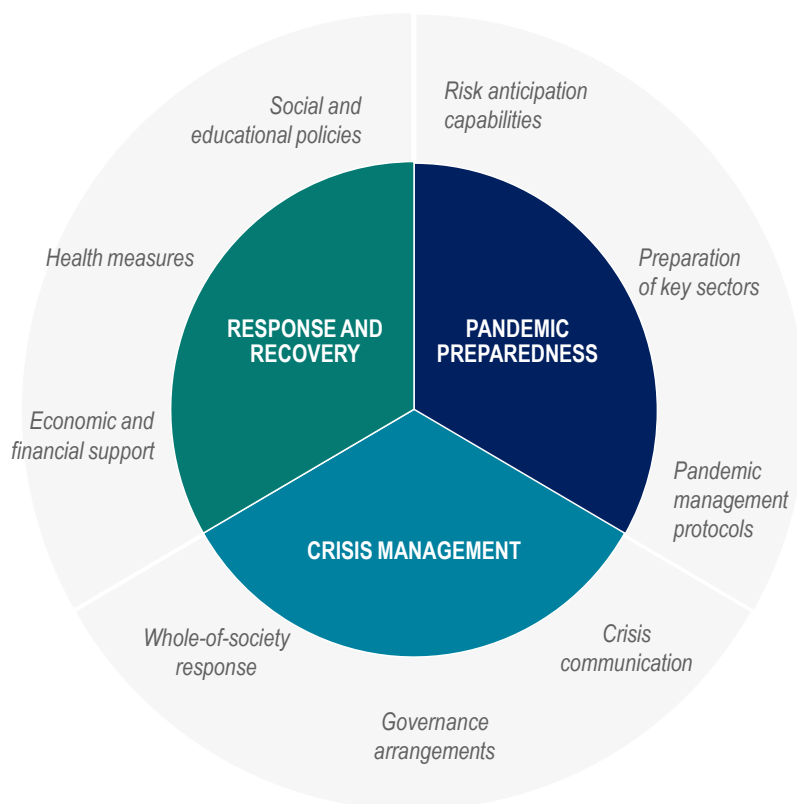 Social and
educational policies
Risk anticipation
capabilities
Health measures
Preparation
of key sectors
RESPONSE AND
RECOVERY
PANDEMIC
PREPAREDNESS
Economic and
financial support
Pandemic
management
protocols
CRISIS MANAGEMENT
Whole-of-society
response
Crisis
communication
Governance
arrangements